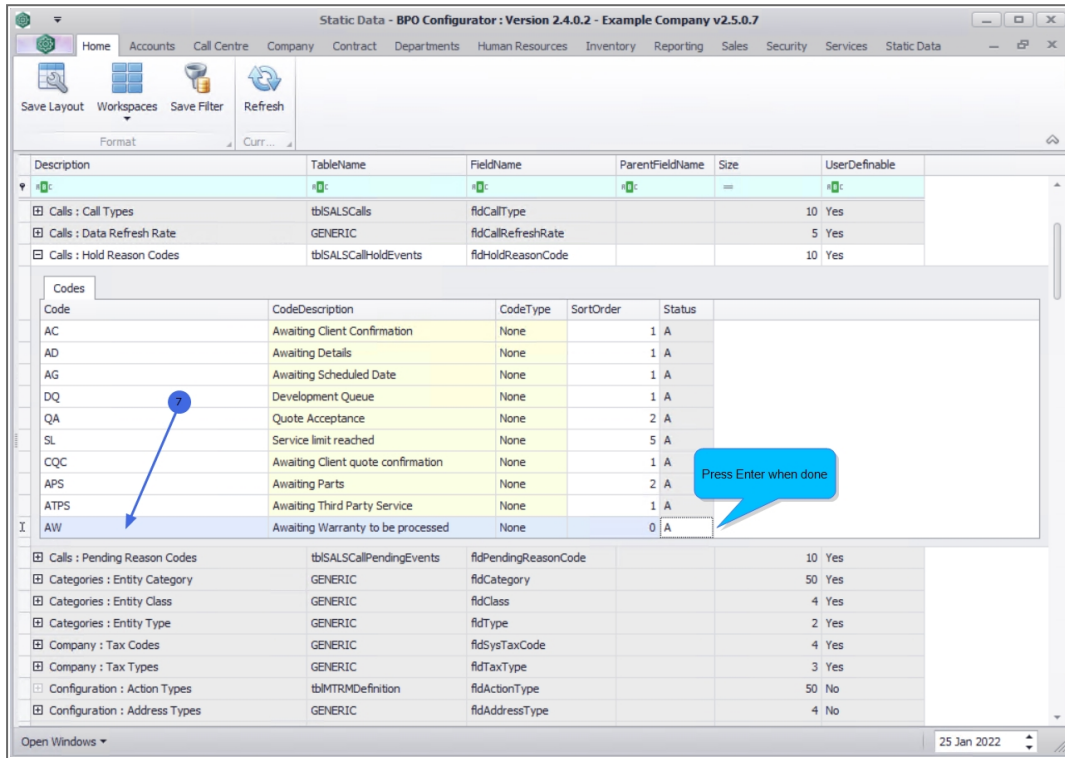 Static Data - BPO Configurator : Version 2.4.0.2 - Example Company v2.5.0.7
Home Accounts Call Centre Company Contract Departments Human Resources Inventory Reporting Sales Security Services Static Data
Save Layout Workspaces Save Filter Refresh
Format Curr...
Description TableName FieldName ParentFieldName Size UserDefinable
Calls : Call Types tblSALSCalls fldCallType 10 Yes
Calls : Data Refresh Rate GENERIC fldCallRefreshRate 5 Yes
Calls : Hold Reason Codes tblSALSCallHoldEvents fldHoldReasonCode 10 Yes
Codes
Code CodeDescription CodeType SortOrder Status
AC Awaiting Client Confirmation None 1 A
AD Awaiting Details None 1 A
AG Awaiting Scheduled Date None 1 A
DQ Development Queue None 1 A
7
QA Quote Acceptance None 2 A
SL Service limit reached None 5 A
CQC Awaiting Client quote confirmation None 1 A
Press Enter when done
APS Awaiting Parts None 2 A
ATPS Awaiting Third Party Service None 1 A
AW Awaiting Warranty to be processed None 0 A
Calls : Pending Reason Codes tblSALSCallPendingEvents fldPendingReasonCode 10 Yes
Categories : Entity Category GENERIC fldCategory 50 Yes
Categories : Entity Class GENERIC fldClass 4 Yes
Categories : Entity Type GENERIC fldType 2 Yes
Company : Tax Codes GENERIC fldSysTaxCode 4 Yes
Company : Tax Types GENERIC fldTaxType 3 Yes
Configuration : Action Types tblMTRMDefinition fldActionType 50 No
Configuration : Address Types GENERIC fldAddressType 4 No
Open Windows 25 Jan 2022